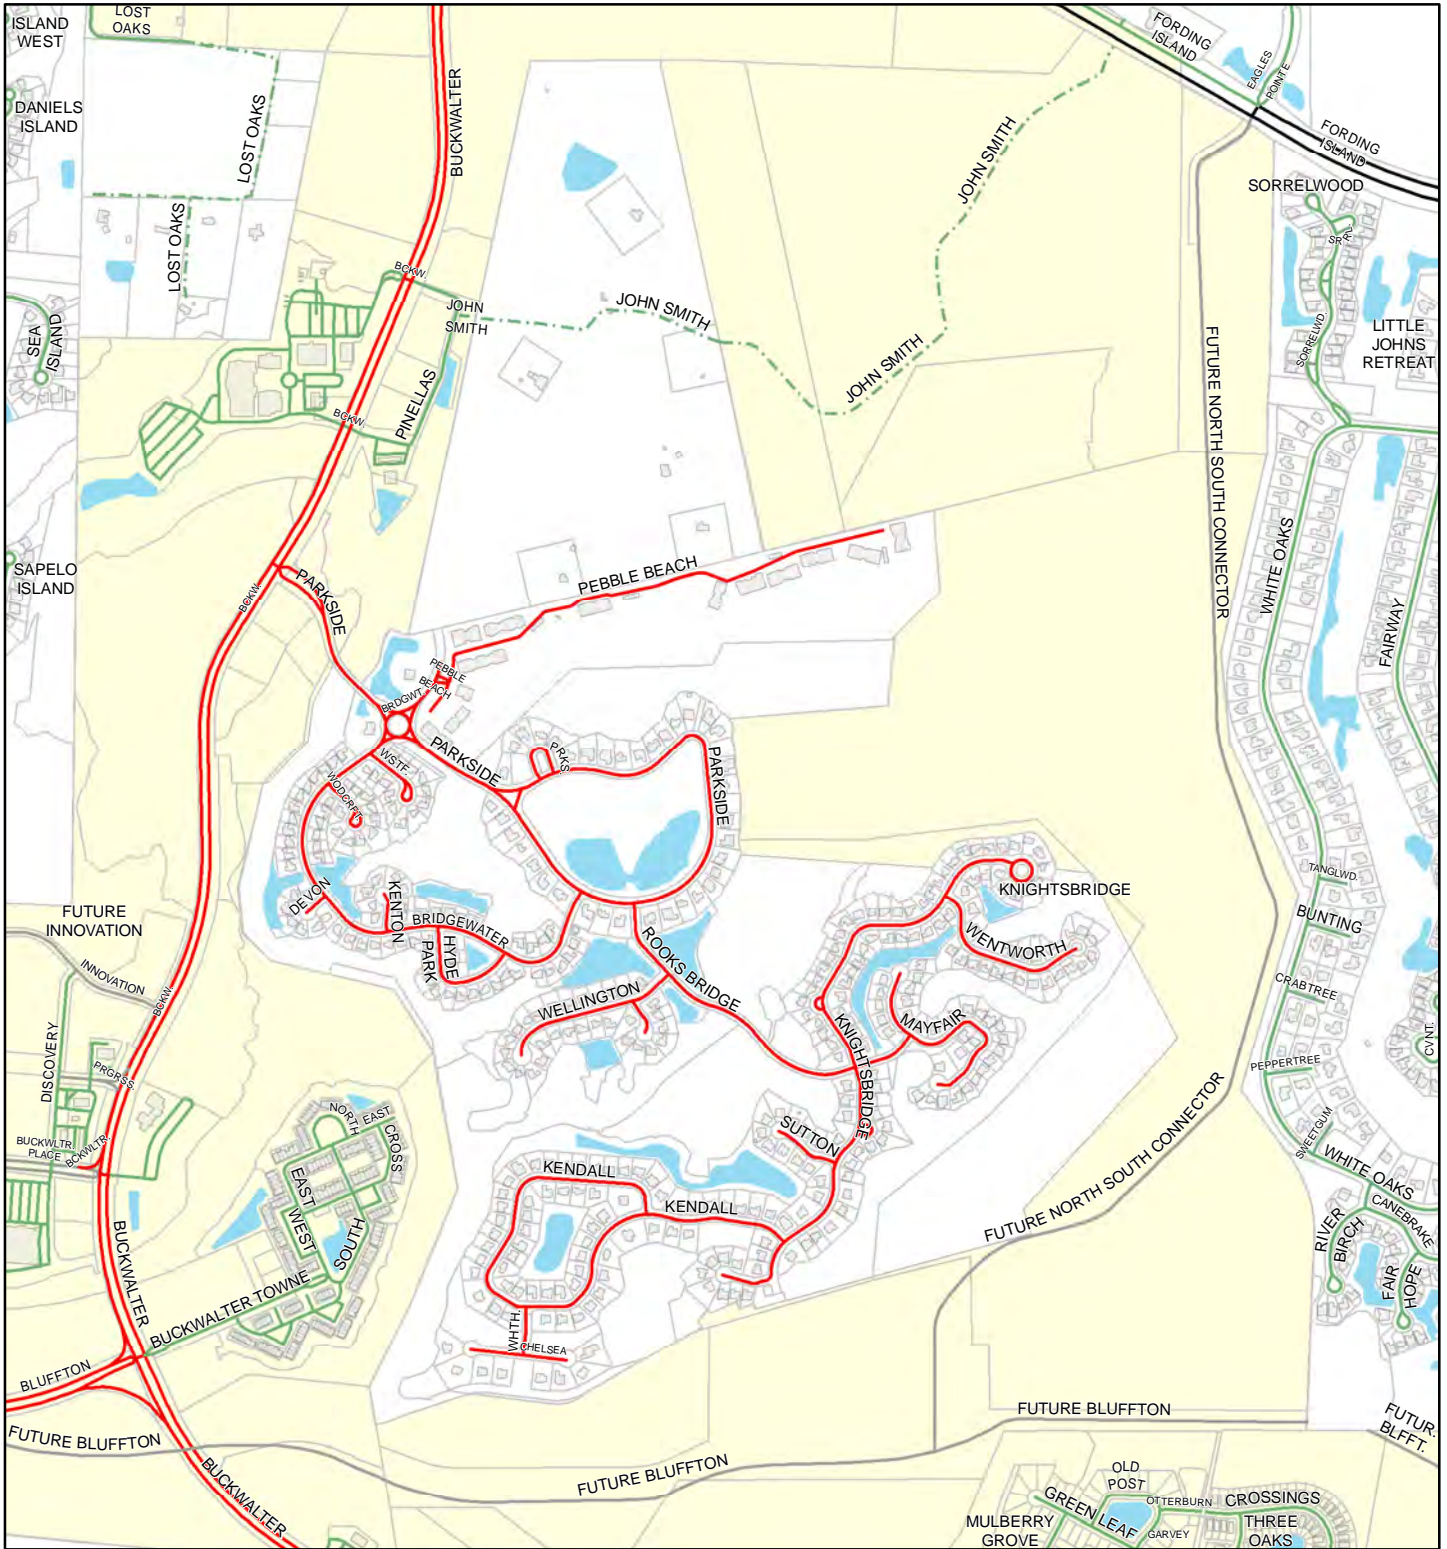 ISLAND
WEST
LOST
OAKS
DANIELS
ISLAND
LOST OAKS
LOST OAKS
BUCKWALTER
FORDING
ISLAND
EAGLES
POINTE
FORDING
ISLAND
JOHN SMITH
SORRELWOOD
SR
RL.
BCKW.
JOHN
SMITH
JOHN SMITH
SEA
ISLAND
SORRELWD.
LITTLE
JOHNS
RETREAT
JOHN SMITH
PINELLAS
BCKW.
FUTURE NORTH SOUTH CONNECTOR
WHITE OAKS
SAPELO
ISLAND
BCKW.
PARKSIDE
PEBBLE BEACH
FAIRWAY
PEBBLE
BEACH
BRDGWT.
PARKSIDE
WSTF.
PRKS.
PARKSIDE
WODCRFT.
TANGLWD.
KNIGHTSBRIDGE
DEVON
KENTON
BRIDGEWATER
HYDE
PARK
FUTURE
INNOVATION
BUNTING
WENTWORTH
ROOKS BRIDGE
INNOVATION
BCKW.
CRABTREE
WELLINGTON
KNIGHTSBRIDGE
MAYFAIR
CVNT.
DISCOVERY
PRGRSS.
PEPPERTREE
NORTH
EAST
CROSS
SUTTON
SWEETGUM
BUCKWLTR.
PLACE
BCKWLTR.
WHITE OAKS
EAST
WEST
SOUTH
KENDALL
KENDALL
FUTURE NORTH SOUTH CONNECTOR
CANEBRAKE
RIVER
BIRCH
FAIR
HOPE
BUCKWALTER
BUCKWALTER TOWNE
WHTH.
CHELSEA
BLUFFTON
FUTURE BLUFFTON
FUTURE BLUFFTON
FUTUR.
BLFFT.
FUTURE BLUFFTON
BUCKWALTER
OLD
POST
GREEN LEAF
OTTERBURN
CROSSINGS
MULBERRY
GROVE
GARVEY
THREE
OAKS